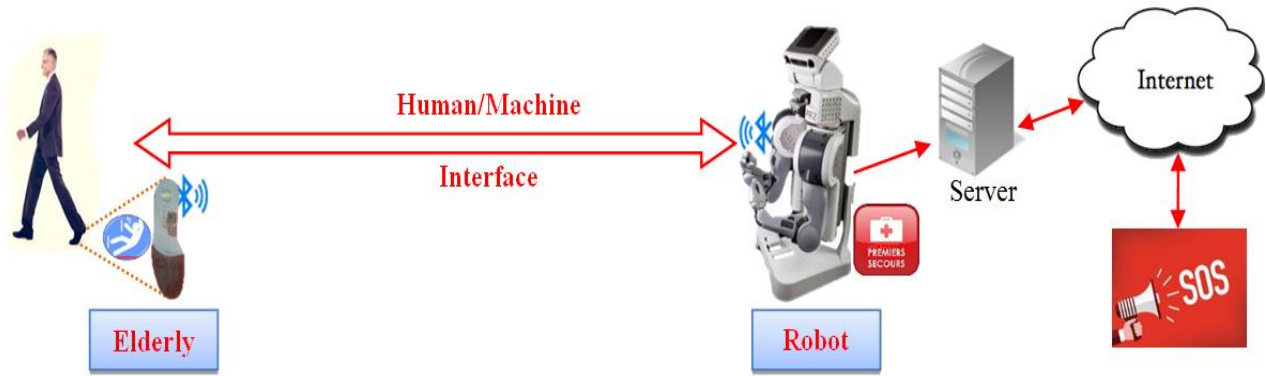 Human/Machine
Interface
Elderly
Robot
PREMIERS
SECOURS
Server
Internet
SOS